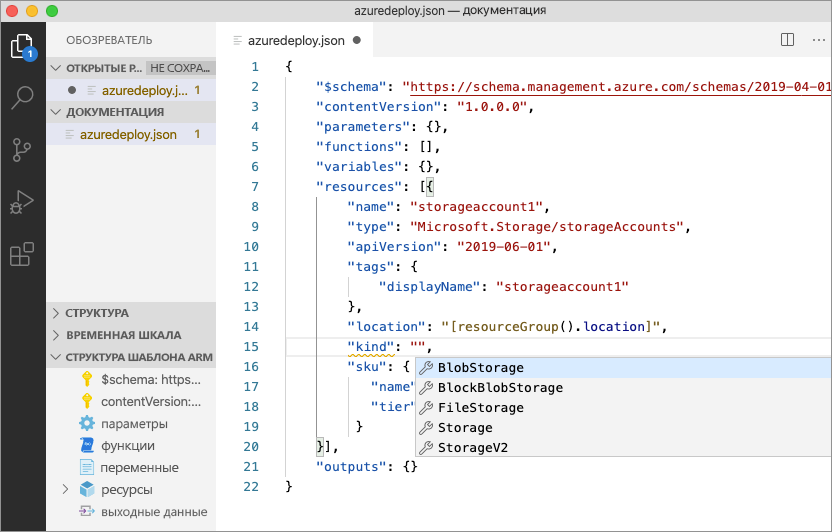 azuredeploy.json — документация
ОБОЗРЕВАТЕЛЬ
ОТКРЫТЫЕ Р... НЕ СОХРА...
azuredeploy.j... 1
ДОКУМЕНТАЦИЯ
azuredeploy.json 1
СТРУКТУРА
ВРЕМЕННАЯ ШКАЛА
СТРУКТУРА ШАБЛОНА ARM
$schema: https...
contentVersion:...
параметры
функции
переменные
ресурсы
выходные данные
1
azuredeploy.json
1 {
2 "$schema": "https://schema.management.azure.com/schemas/2019-04-01
3 "contentVersion": "1.0.0.0",
4 "parameters": {},
5 "functions": [],
6 "variables": {},
7 "resources": [{
8 "name": "storageaccount1",
9 "type": "Microsoft.Storage/storageAccounts",
10 "apiVersion": "2019-06-01",
11 "tags": {
12 "displayName": "storageaccount1"
13 },
14 "location": "[resourceGroup().location]",
15 "kind": "",
16 "sku": {
17 "name"
18 "tier"
19 }
20 }],
21 "outputs": {}
22 }
BlobStorage
BlockBlobStorage
FileStorage
Storage
StorageV2